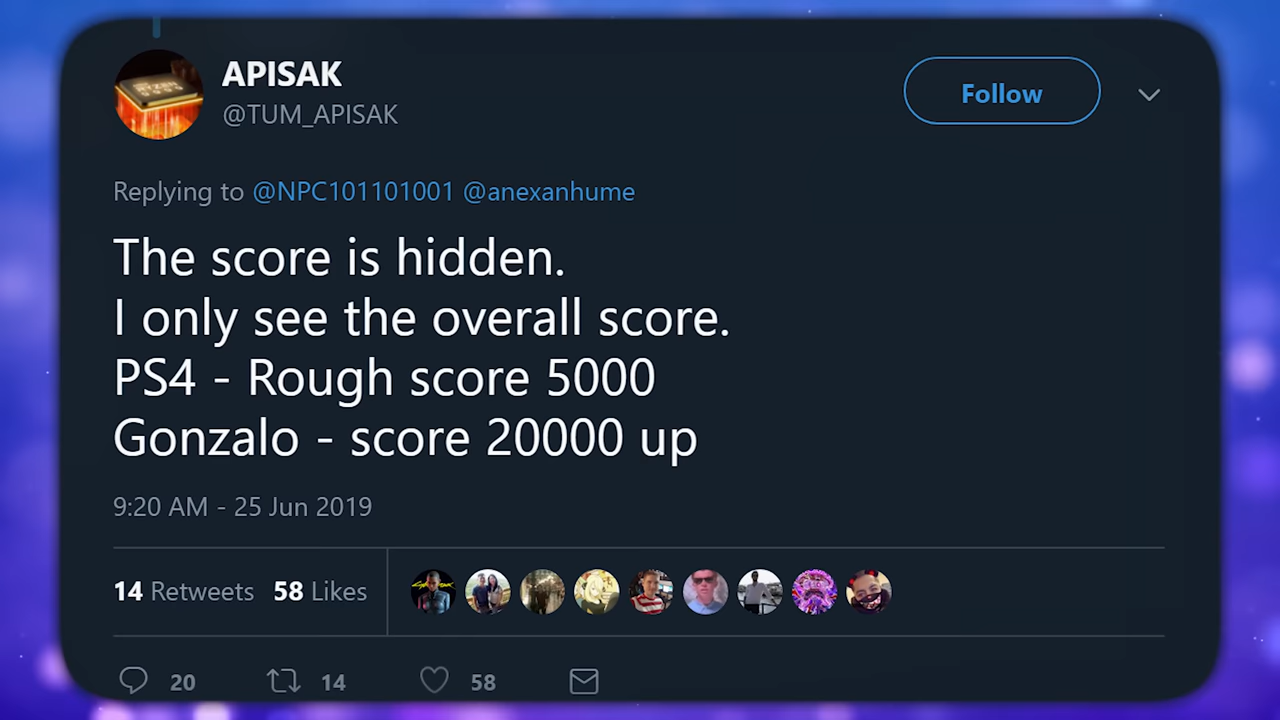 APISAK
@TUM_APISAK
Follow
Replying to @NPC101101001 @anexanhume
The score is hidden.
I only see the overall score.
PS4 - Rough score 5000
Gonzalo - score 20000 up
9:20 AM - 25 Jun 2019
14 Retweets 58 Likes
20 14 58